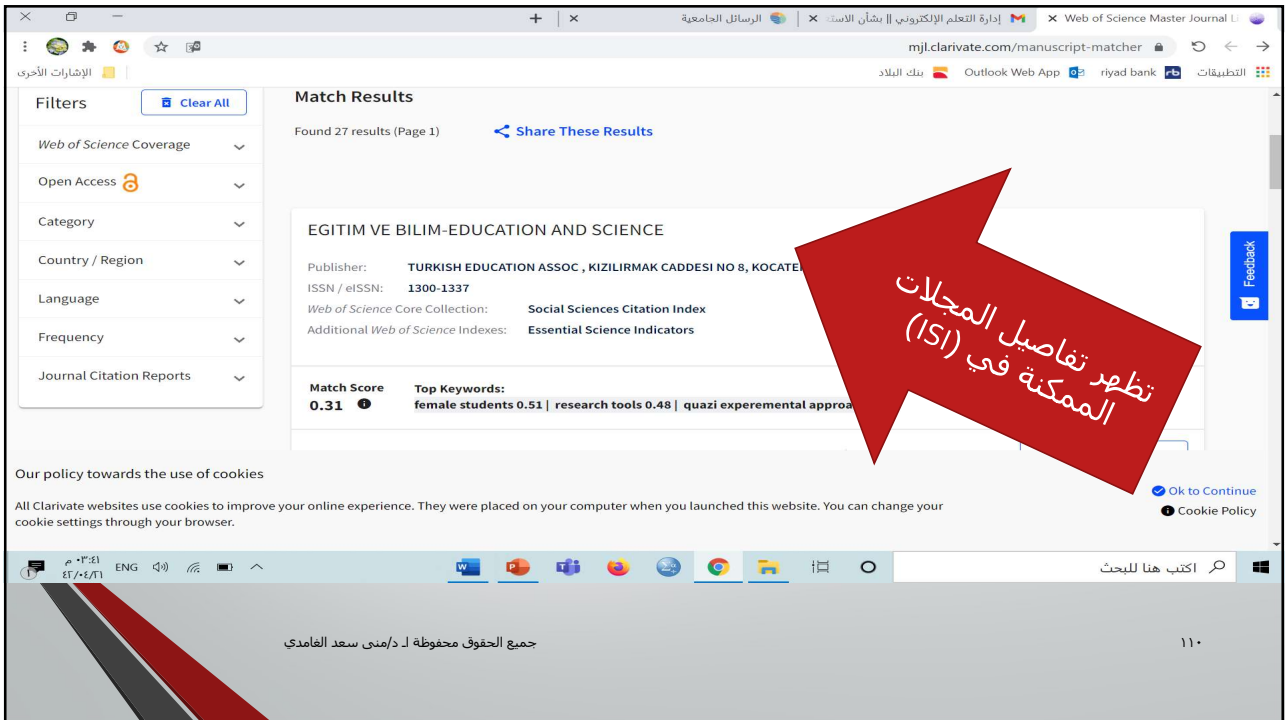 الرسائل الجامعية
إدارة التعلم الإلكتروني || بشأن الاستـ
Web of Science Master Journal Li
mjl.clarivate.com/manuscript-matcher
التطبيقات
riyad bank
Outlook Web App
بنك البلاد
الإشارات الأخرى
Filters
Clear All
Web of Science Coverage
Open Access
Category
Country / Region
Language
Frequency
Journal Citation Reports
Match Results
Found 27 results (Page 1)
Share These Results
EGITIM VE BILIM-EDUCATION AND SCIENCE
Publisher: TURKISH EDUCATION ASSOC , KIZILIRMAK CADDESI NO 8, KOCATE
ISSN / eISSN: 1300-1337
Web of Science Core Collection: Social Sciences Citation Index
Additional Web of Science Indexes: Essential Science Indicators
Match Score
0.31
Top Keywords:
female students 0.51 | research tools 0.48 | quazi experemental approa
تظهر تفاصيل المجلات
الممكنة في (ISI)
Feedback
Our policy towards the use of cookies
All Clarivate websites use cookies to improve your online experience. They were placed on your computer when you launched this website. You can change your
cookie settings through your browser.
Ok to Continue
Cookie Policy
اكتب هنا للبحث
ENG
٠٣:٤١ م
جميع الحقوق محفوظة لـ د/منى سعد الغامدي
١١٠